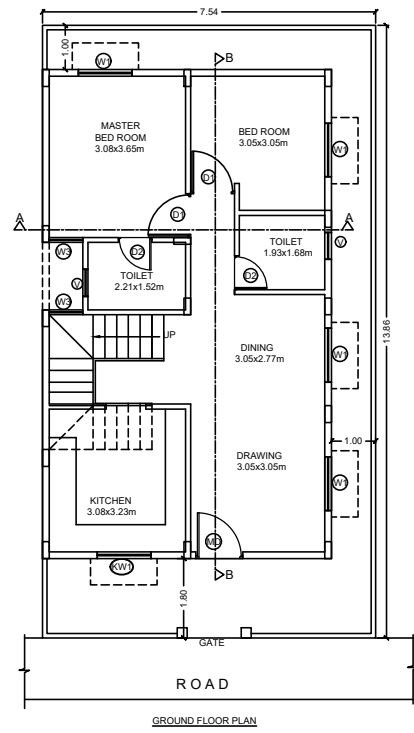 7.54
1.00
W1
B
MASTER
BED ROOM
3.08x3.65m
BED ROOM
3.05x3.05m
W1
D1
D1
A
A
W3
D2
TOILET
1.93x1.68m
V
TOILET
2.21x1.52m
V
D2
W3
13.86
UP
DINING
3.05x2.77m
W1
1.00
DRAWING
3.05x3.05m
W1
KITCHEN
3.08x3.23m
MD
KW1
B
1.80
GATE
ROAD
GROUND FLOOR PLAN